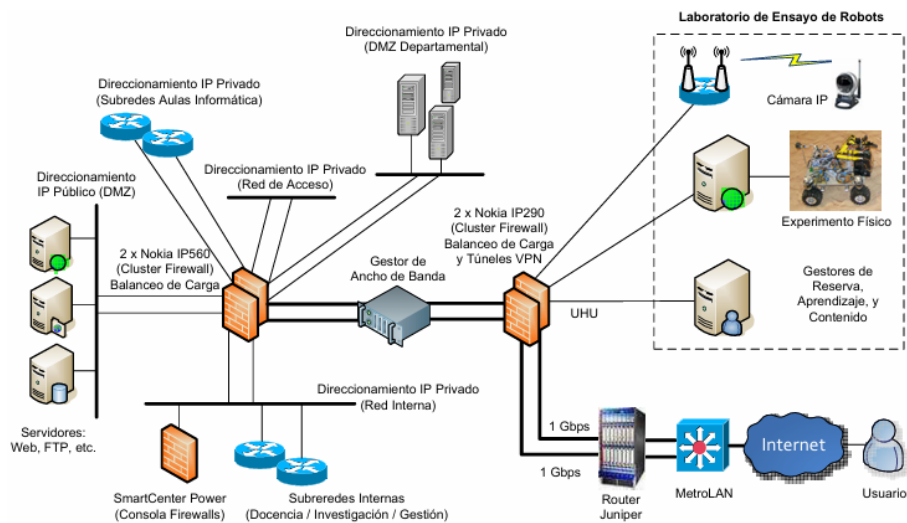 Laboratorio de Ensayo de Robots
Direccionamiento IP Privado
(DMZ Departamental)
Direccionamiento IP Privado
(Subredes Aulas Informática)
Cámara IP
Direccionamiento
IP Público (DMZ)
Direccionamiento IP Privado
(Red de Acceso)
2 x Nokia IP560
(Cluster Firewall)
Balanceo de Carga
Gestor de
Ancho de Banda
2 x Nokia IP290
(Cluster Firewall)
Balanceo de Carga
y Túneles VPN
Experimento Físico
UHU
Gestores de
Reserva,
Aprendizaje, y
Contenido
Direccionamiento IP Privado
(Red Interna)
Servidores:
Web, FTP, etc.
SmartCenter Power
(Consola Firewalls)
Subreredes Internas
(Docencia / Investigación / Gestión)
1 Gbps
1 Gbps
Router
Juniper
MetroLAN
Internet
Usuario